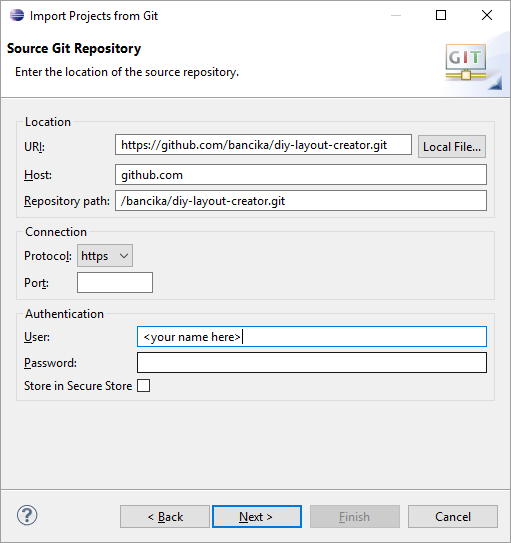 Import Projects from Git
Source Git Repository
Enter the location of the source repository.
GIT
Location
URI: https://github.com/bancika/diy-layout-creator.git Local File...
Host: github.com
Repository path: /bancika/diy-layout-creator.git
Connection
Protocol: https
Port:
Authentication
User: <your name here>
Password:
Store in Secure Store
? < Back Next > Finish Cancel